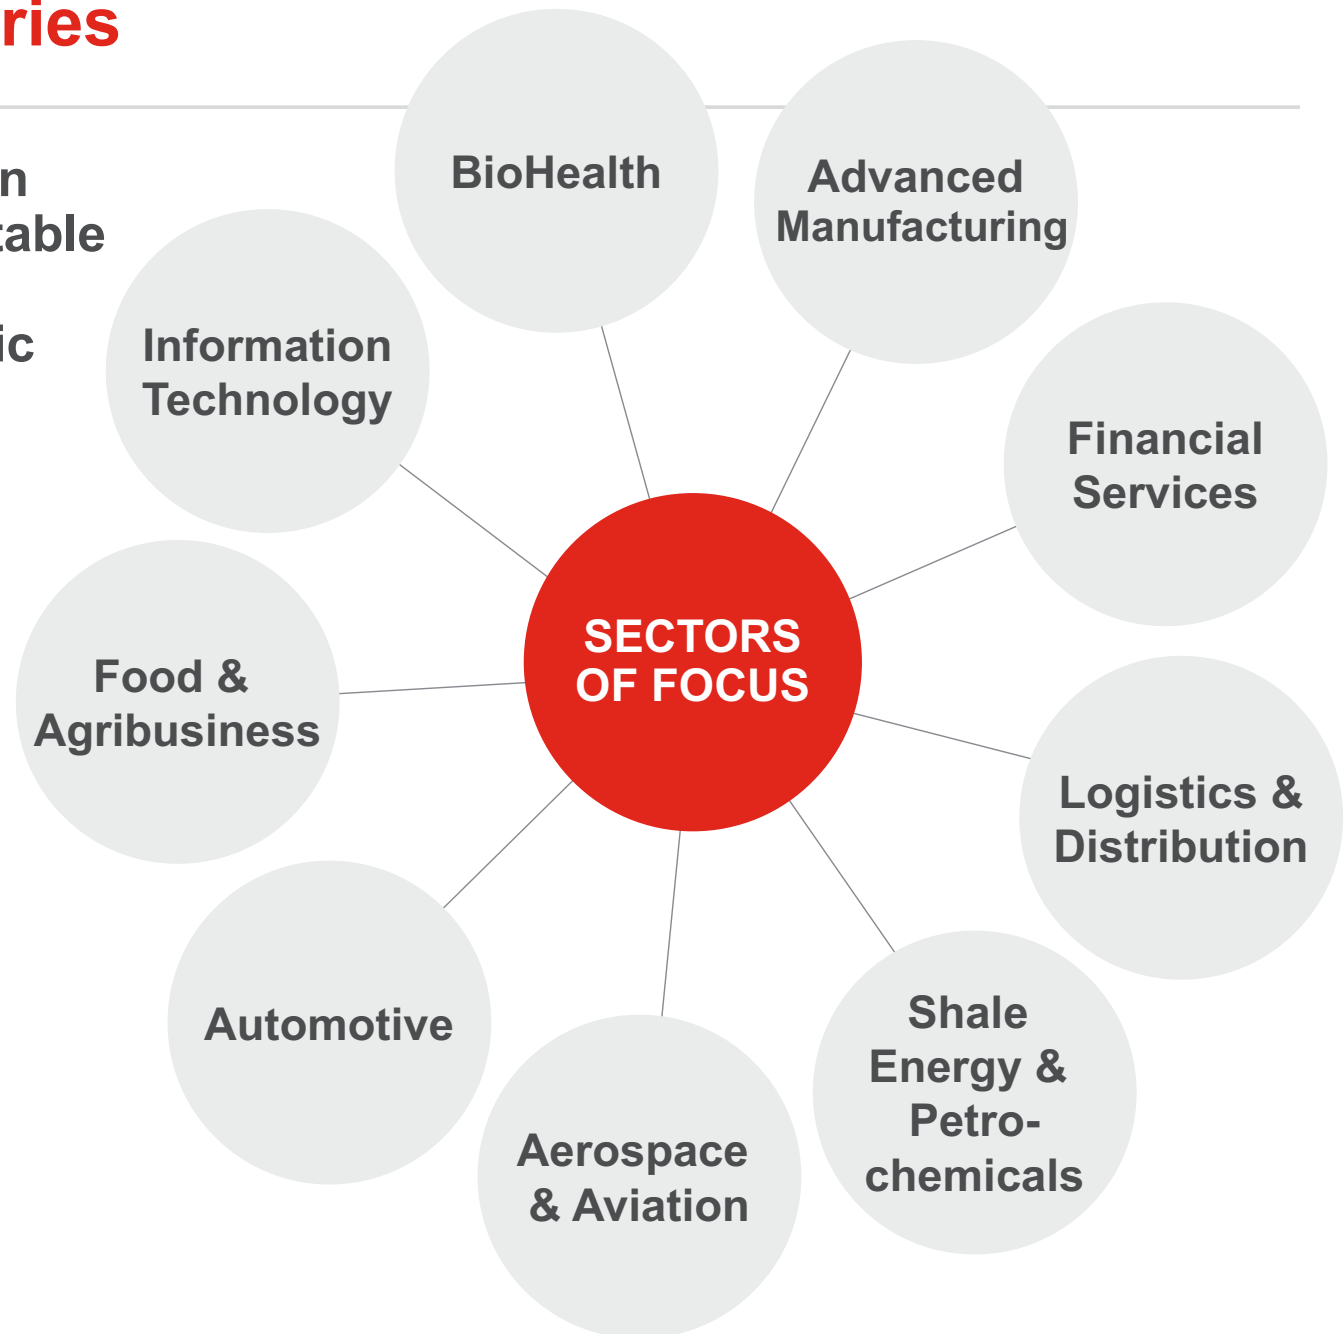 ries
n
table
ic
BioHealth
Advanced
Manufacturing
Information
Technology
Financial
Services
SECTORS
OF FOCUS
Food &
Agribusiness
Logistics &
Distribution
Automotive
Shale
Energy &
Petro-
chemicals
Aerospace
& Aviation